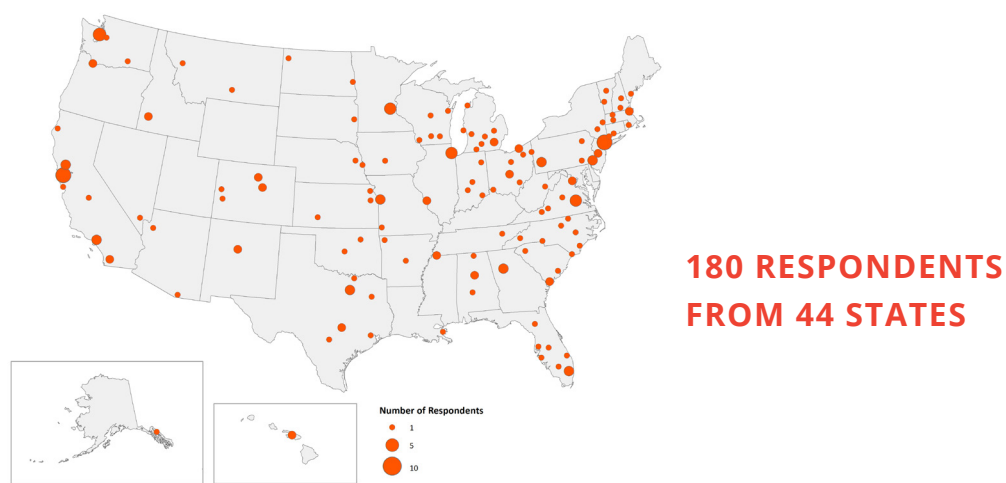 180 RESPONDENTS
FROM 44 STATES
Number of Respondents
1
5
10